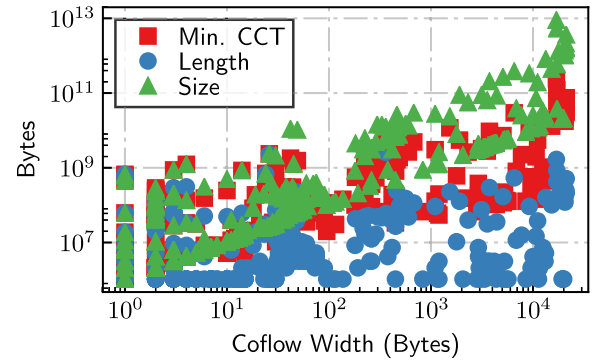 10^13
10^11
10^9
10^7
Bytes
Min. CCT
Length
Size
10^0
10^1
10^2
10^3
10^4
Coflow Width (Bytes)